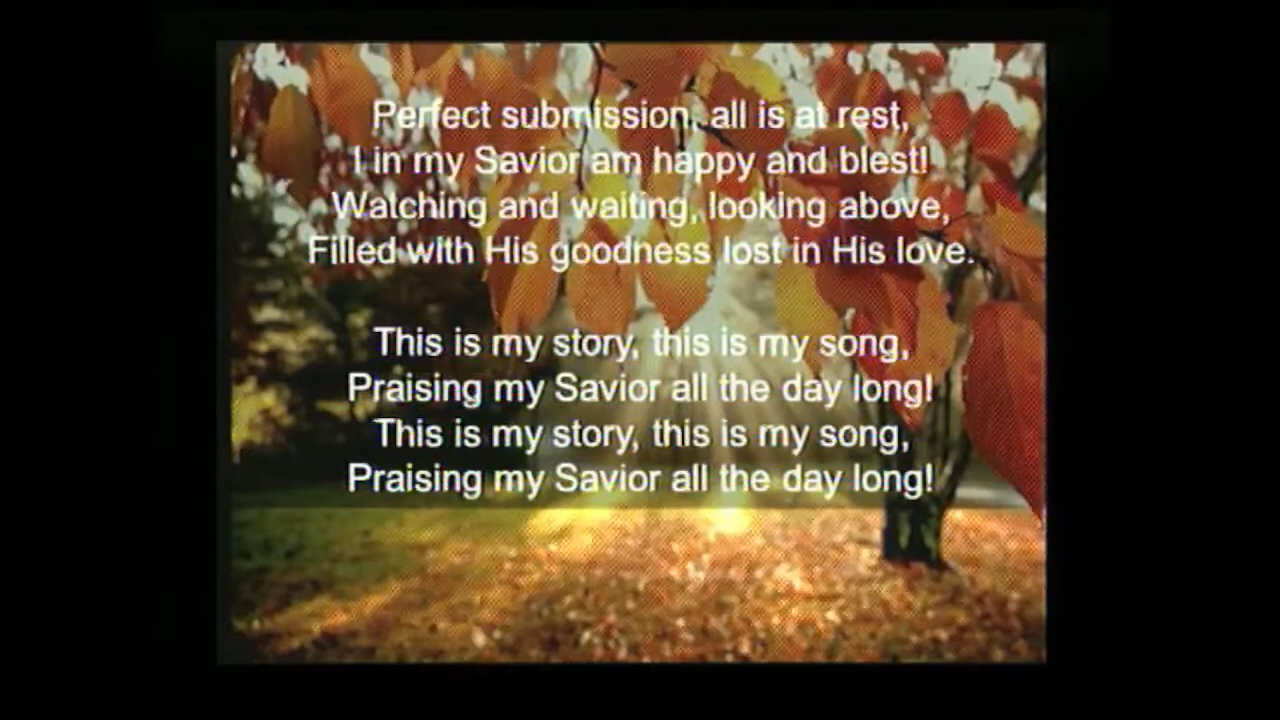 Perfect submission, all is at rest,
I in my Savior am happy and blest!
Watching and waiting, looking above,
Filled with His goodness lost in His love.
This is my story, this is my song,
Praising my Savior all the day long!
This is my story, this is my song,
Praising my Savior all the day long!